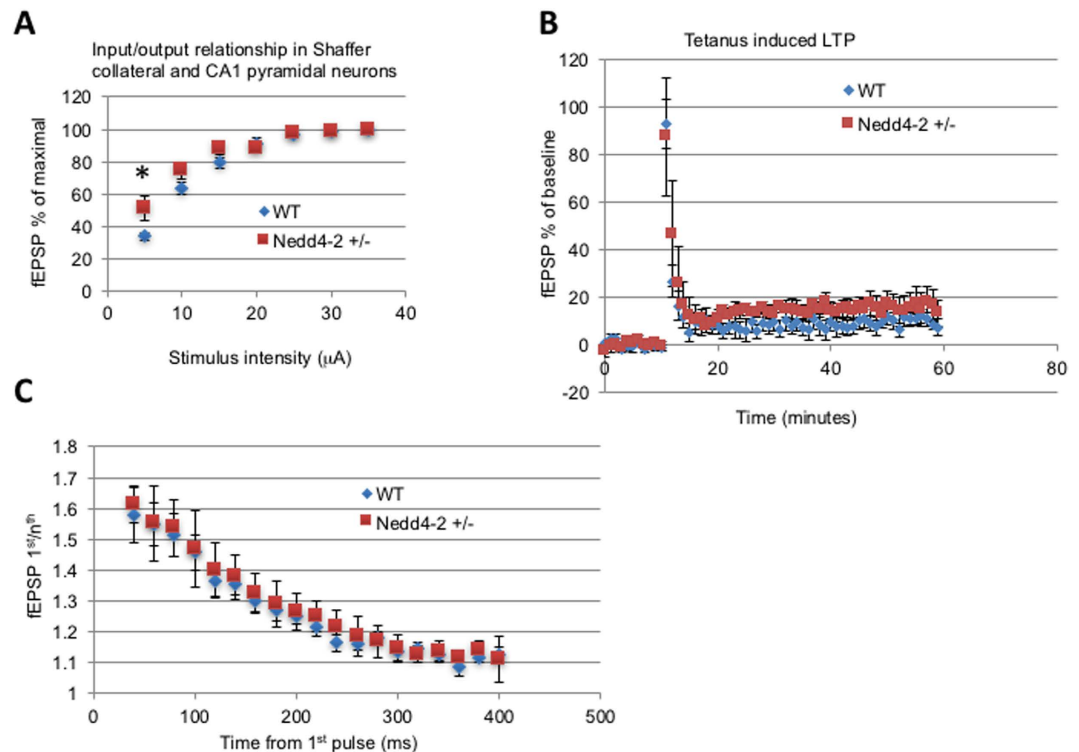 A
Input/output relationship in Shaffer
collateral and CA1 pyramidal neurons
fEPSP % of maximal
120
100
80
60
40
20
0
*
WT
Nedd4-2 +/-
0 10 20 30 40
Stimulus intensity (µA)
B
Tetanus induced LTP
fEPSP % of baseline
120
100
80
60
40
20
0
-20
WT
Nedd4-2 +/-
0 20 40 60 80
Time (minutes)
C
fEPSP 1st/nth
1.8
1.7
1.6
1.5
1.4
1.3
1.2
1.1
1
WT
Nedd4-2 +/-
0 100 200 300 400 500
Time from 1st pulse (ms)